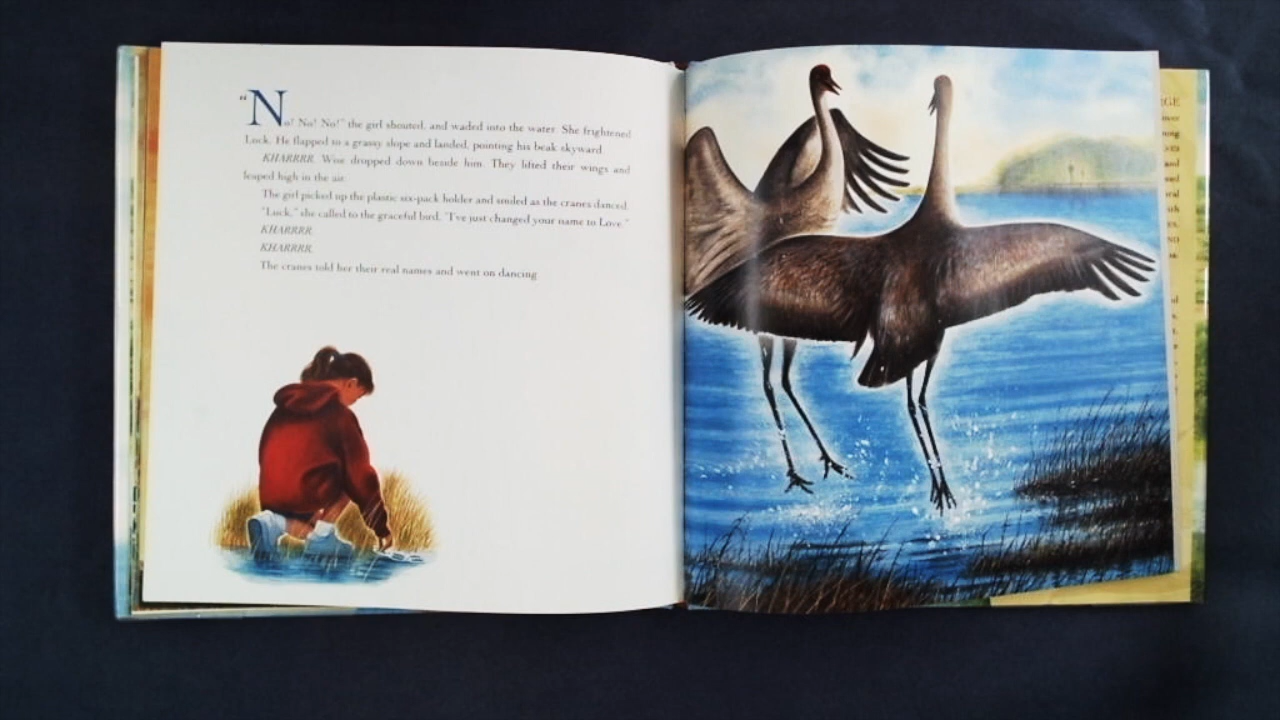 "No! No! No!" the girl shouted, and waded into the water. She frightened
Luck. He flapped to a grassy slope and landed, pointing his beak skyward.
KHARRRR. Wise dropped down beside him. They lifted their wings and
leaped high in the air.
The girl picked up the plastic six-pack holder and smiled as the cranes danced.
"Luck," she called to the graceful bird, "I've just changed your name to Love."
KHARRRR.
KHARRRR.
The cranes told her their real names and went on dancing.